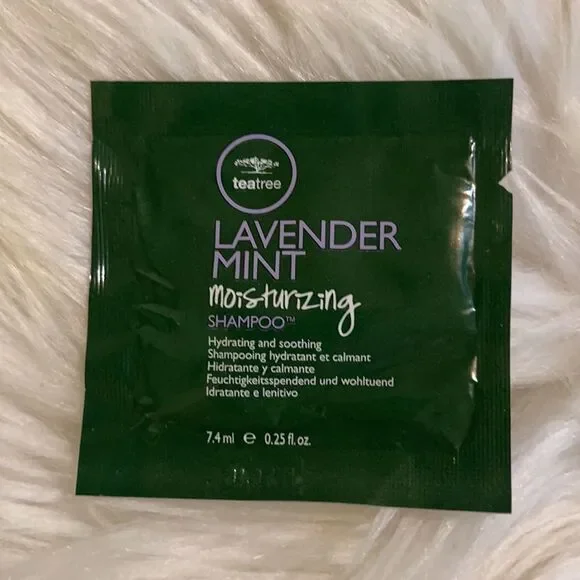 teatree
LAVENDER
MINT
moisturizing
SHAMPOO™
Hydrating and soothing
Shampooing hydratant et calmant
Hidratante y calmante
Feuchtigkeitsspendend und wohltuend
Idratante e lenitivo
7.4 ml ℮ 0.25 fl. oz.